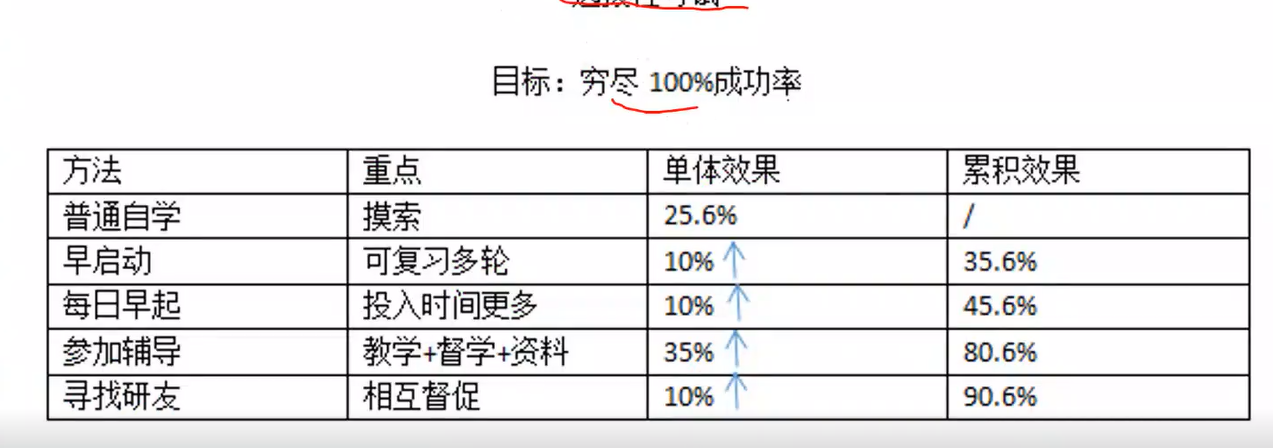 目标：穷尽 100%成功率
方法 重点 单体效果 累积效果
普通自学 摸索 25.6% /
早启动 可复习多轮 10%↑ 35.6%
每日早起 投入时间更多 10%↑ 45.6%
参加辅导 教学+督学+资料 35%↑ 80.6%
寻找研友 相互督促 10%↑ 90.6%